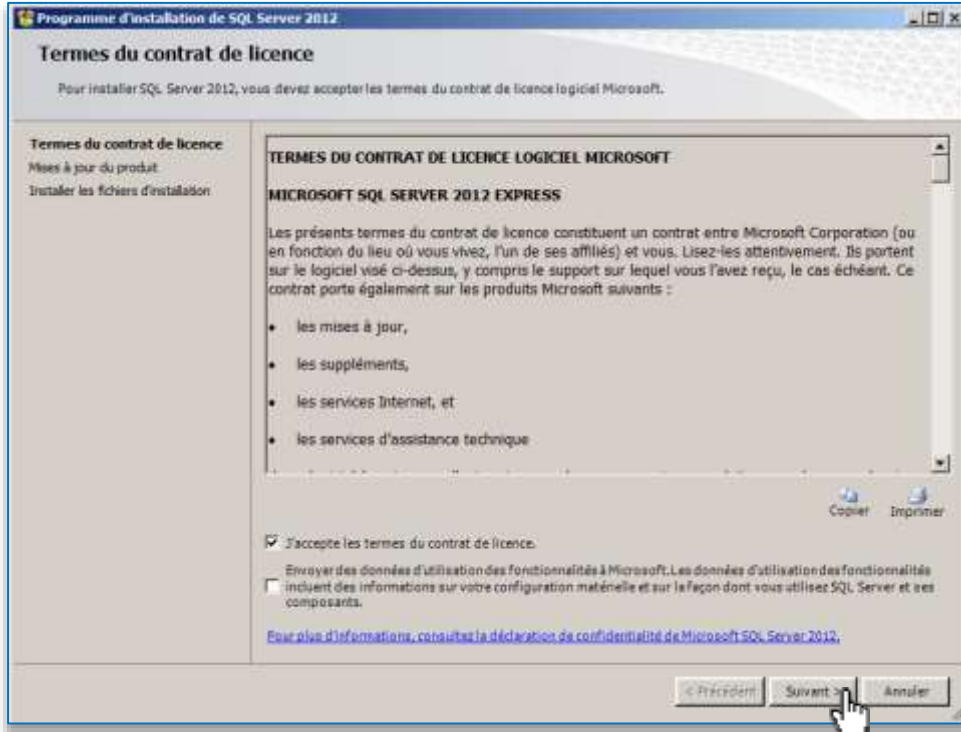 Programme d'installation de SQL Server 2012
Termes du contrat de licence
Pour installer SQL Server 2012, vous devez accepter les termes du contrat de licence logiciel Microsoft.
Termes du contrat de licence
Mises à jour du produit
Installer les fichiers d'installation
TERMES DU CONTRAT DE LICENCE LOGICIEL MICROSOFT
MICROSOFT SQL SERVER 2012 EXPRESS
Les présents termes du contrat de licence constituent un contrat entre Microsoft Corporation (ou
en fonction du lieu où vous vivez, l'un de ses affiliés) et vous. Lisez-les attentivement. Ils portent
sur le logiciel visé ci-dessus, y compris le support sur lequel vous l'avez reçu, le cas échéant. Ce
contrat porte également sur les produits Microsoft suivants :
• les mises à jour,
• les suppléments,
• les services Internet, et
• les services d'assistance technique
Copier Imprimer
J'accepte les termes du contrat de licence.
Envoyer des données d'utilisation des fonctionnalités à Microsoft. Les données d'utilisation des fonctionnalités
incluent des informations sur votre configuration matérielle et sur la façon dont vous utilisez SQL Server et ses
composants.
Pour plus d'informations, consultez la déclaration de confidentialité de Microsoft SQL Server 2012.
< Précédent Suivant > Annuler